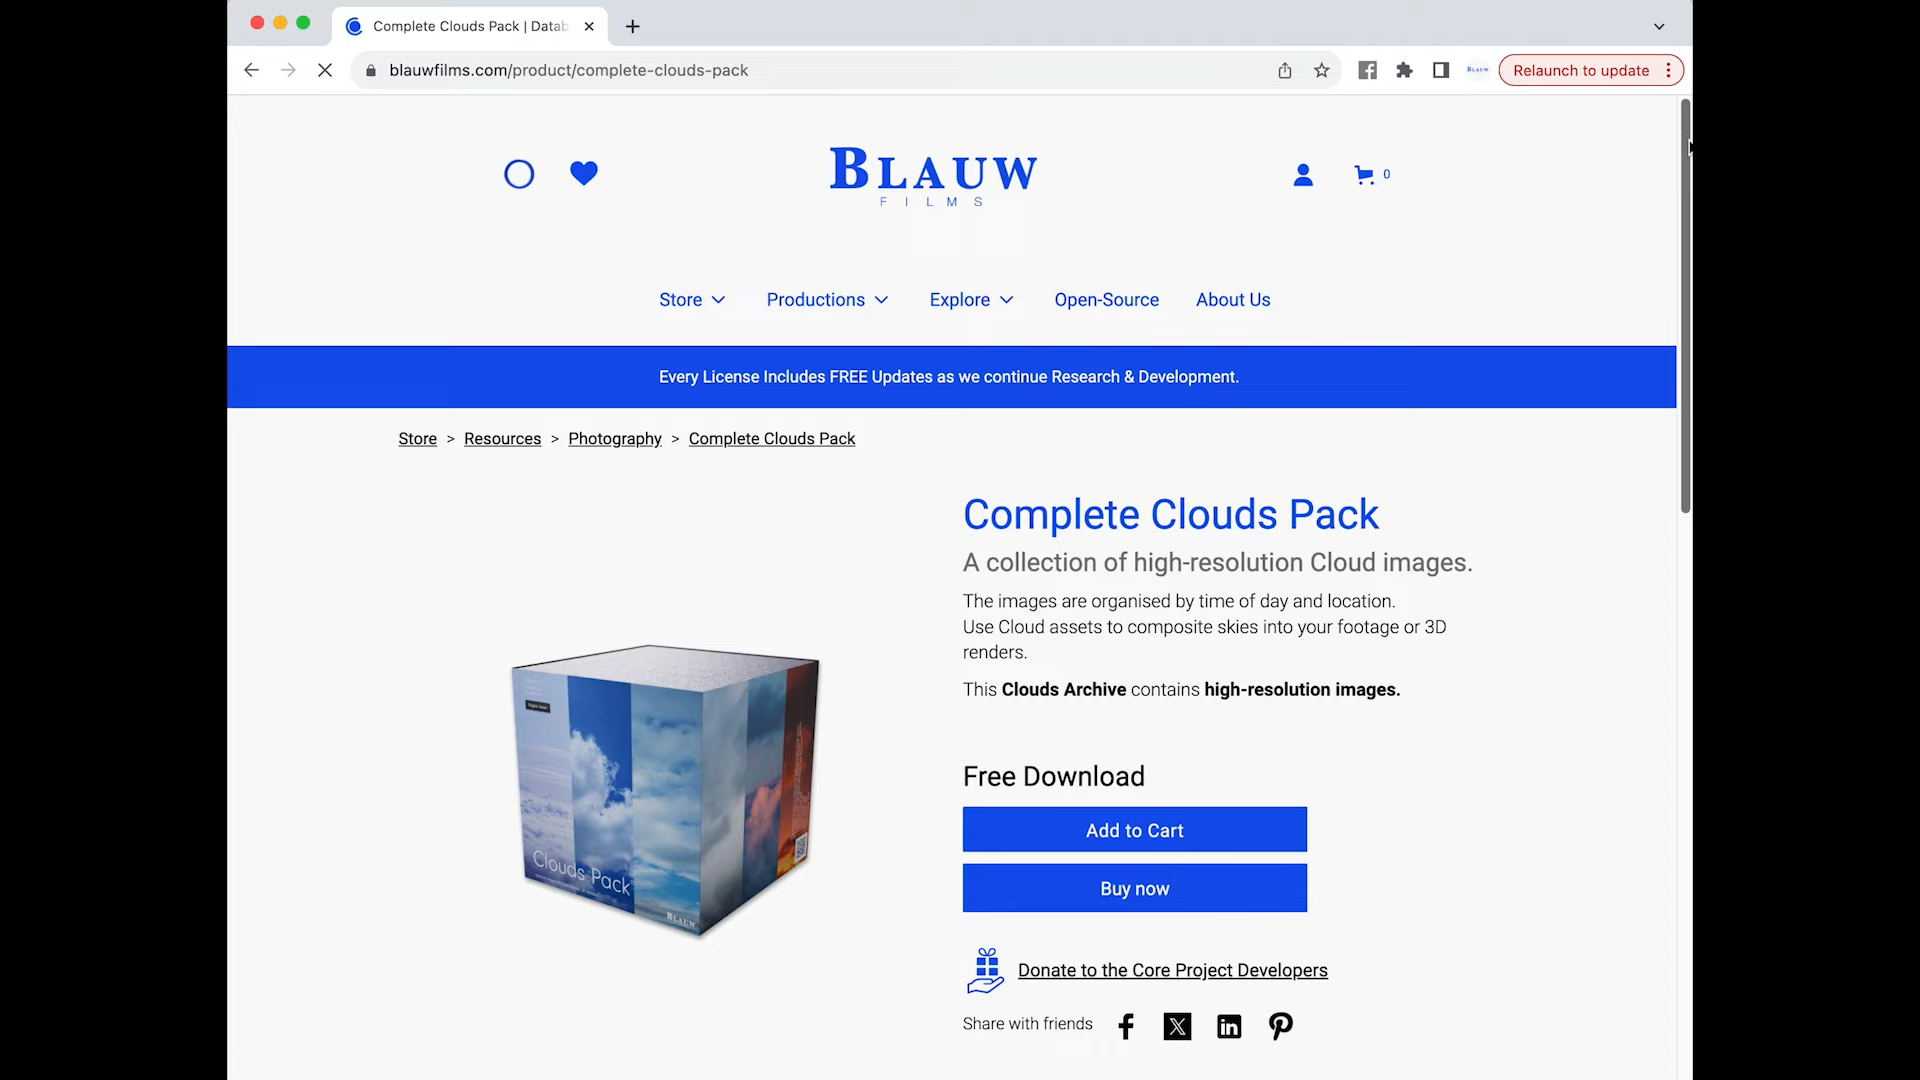 Complete Clouds Pack | Datab
blauwfilms.com/product/complete-clouds-pack
BLAUW
Relaunch to update
BLAUW
FILMS
0
Store
Productions
Explore
Open-Source
About Us
Every License Includes FREE Updates as we continue Research & Development.
Store > Resources > Photography > Complete Clouds Pack
Complete Clouds Pack
A collection of high-resolution Cloud images.
The images are organised by time of day and location.
Use Cloud assets to composite skies into your footage or 3D
renders.
This Clouds Archive contains high-resolution images.
Clouds Pack
BLAUW
Free Download
Add to Cart
Buy now
Donate to the Core Project Developers
Share with friends